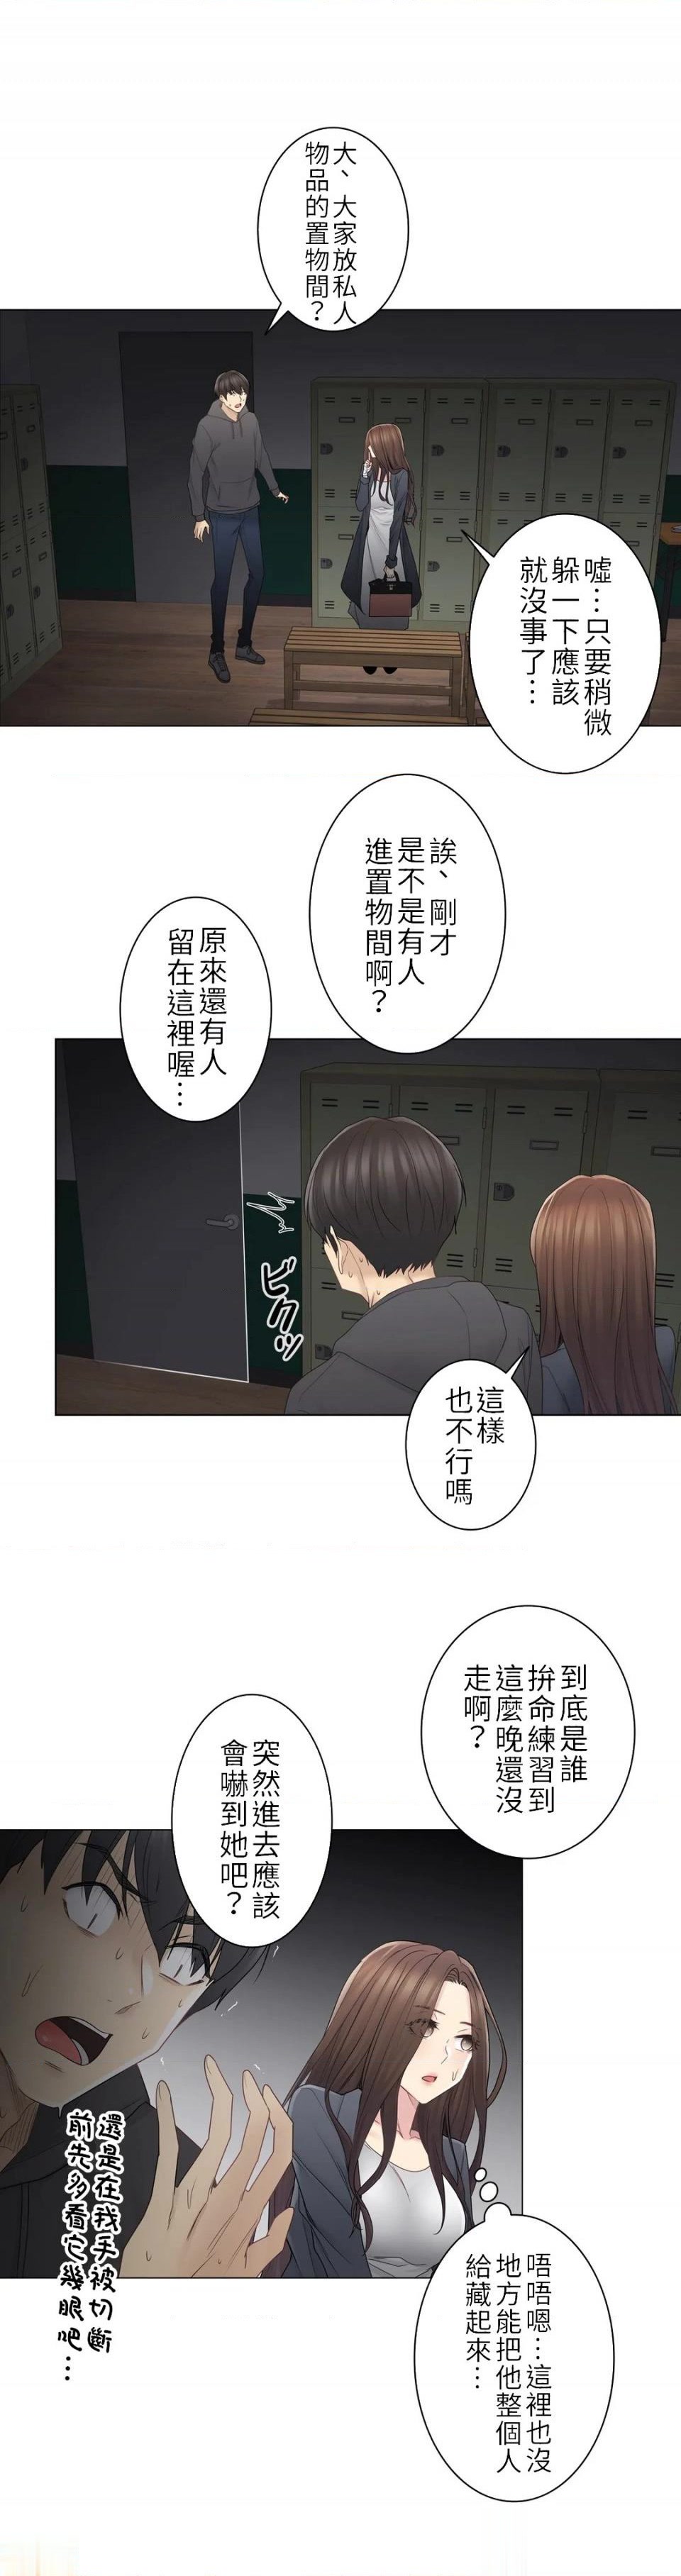 大、大家放私人
物品的置物間？
噓…只要稍微
躲一下應該
就沒事了…
誒、剛才
是不是有人
進置物間啊？
原來還有人
留在這裡喔…
ビクッ
這樣
也不行嗎
到底是誰
拚命練習到
這麼晚還沒
走啊？
突然進去應該
會嚇到她吧？
還是在我手被切斷
前先多看它幾眼吧…
唔唔嗯…這裡也沒
地方能把他整個人
給藏起來…